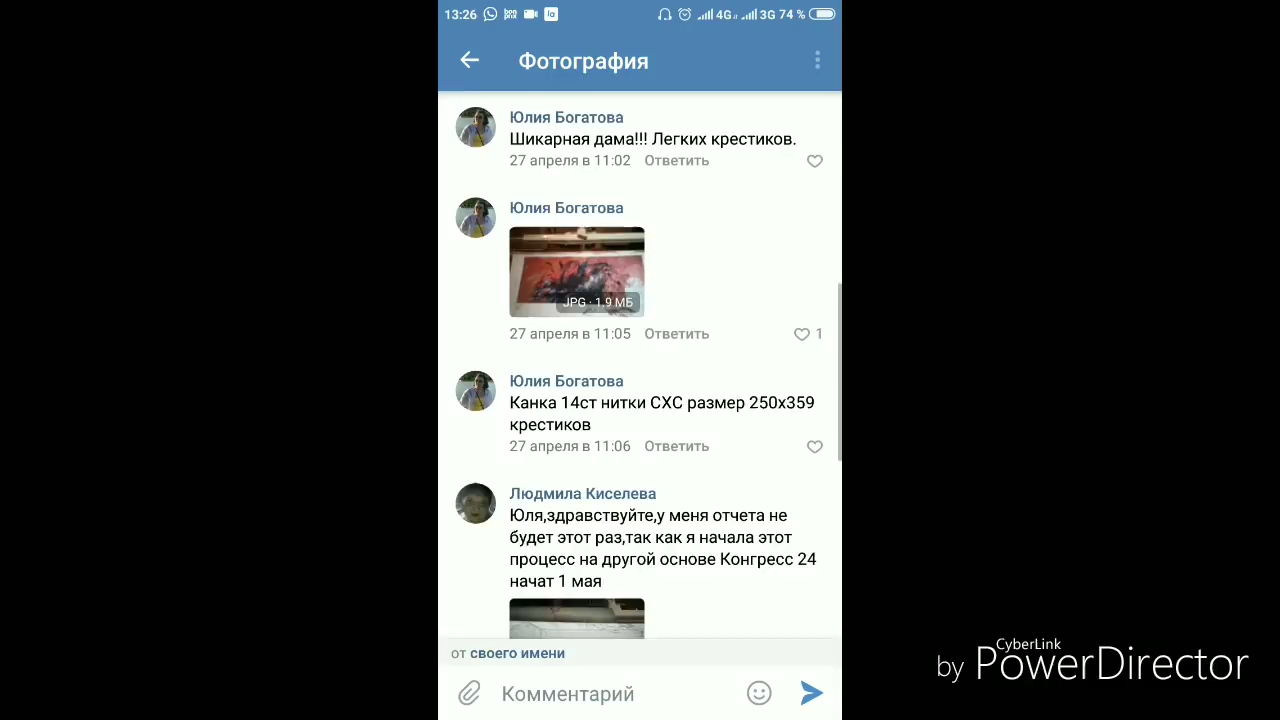 13:26 4G 3G 74 %
Фотография
Юлия Богатова
Шикарная дама!!! Легких крестиков.
27 апреля в 11:02 Ответить
Юлия Богатова
JPG · 1.9 МБ
27 апреля в 11:05 Ответить 1
Юлия Богатова
Канка 14ст нитки СХС размер 250х359
крестиков
27 апреля в 11:06 Ответить
Людмила Киселева
Юля,здравствуйте,у меня отчета не
будет этот раз,так как я начала этот
процесс на другой основе Конгресс 24
начат 1 мая
от своего имени
Комментарий
CyberLink
by PowerDirector